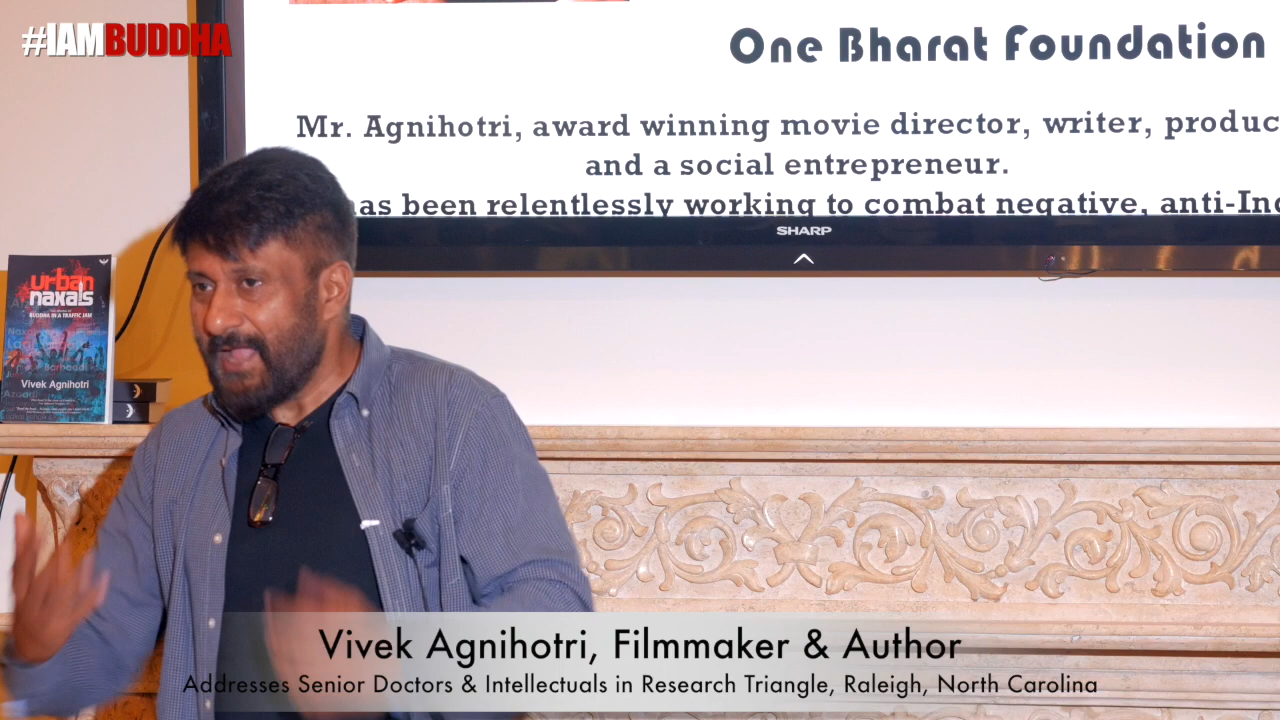 #IAMBUDDHA
One Bharat Foundation
Mr. Agnihotri, award winning movie director, writer, produc
and a social entrepreneur.
has been relentlessly working to combat negative, anti-Ind
SHARP
urban
naxals
BUDDHA IN A TRAFFIC JAM
Vivek Agnihotri
Vivek Agnihotri, Filmmaker & Author
Addresses Senior Doctors & Intellectuals in Research Triangle, Raleigh, North Carolina